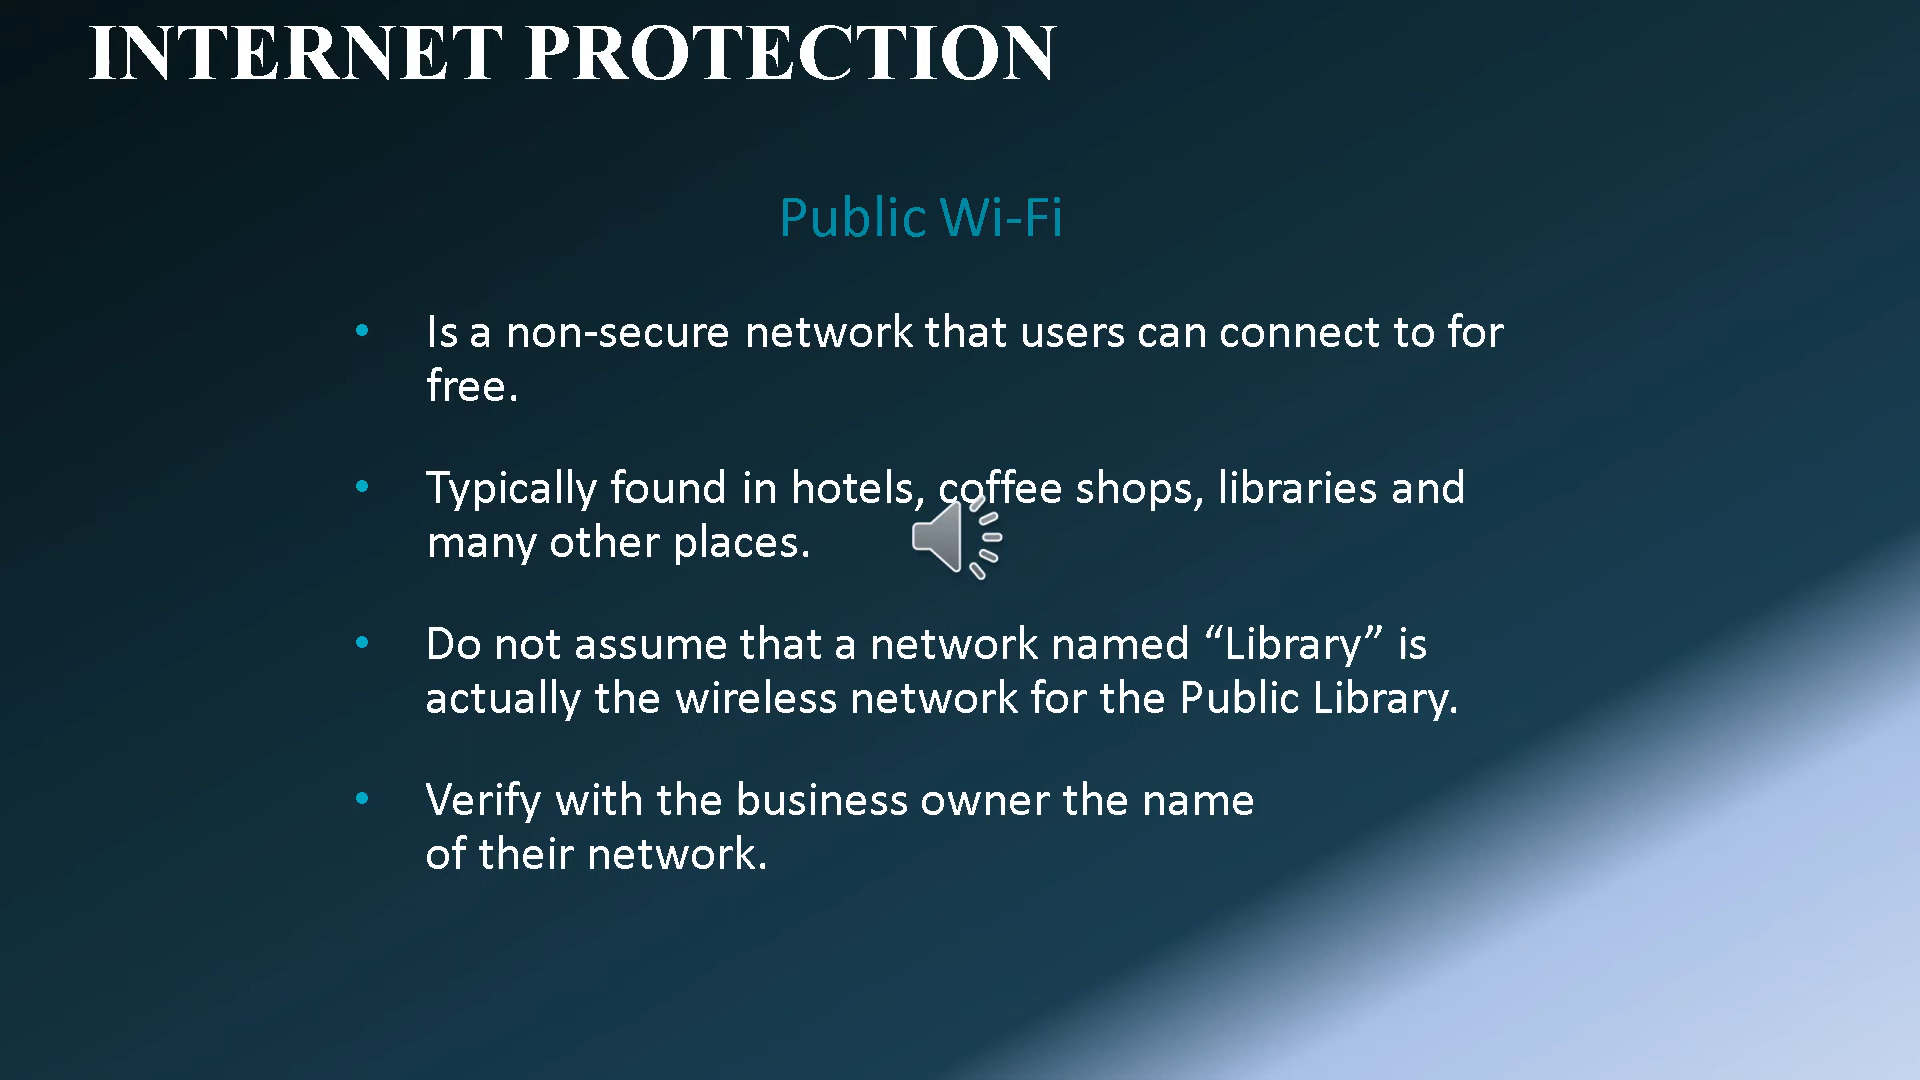 INTERNET PROTECTION
Public Wi-Fi
• Is a non-secure network that users can connect to for
free.
• Typically found in hotels, coffee shops, libraries and
many other places.
• Do not assume that a network named “Library” is
actually the wireless network for the Public Library.
• Verify with the business owner the name
of their network.